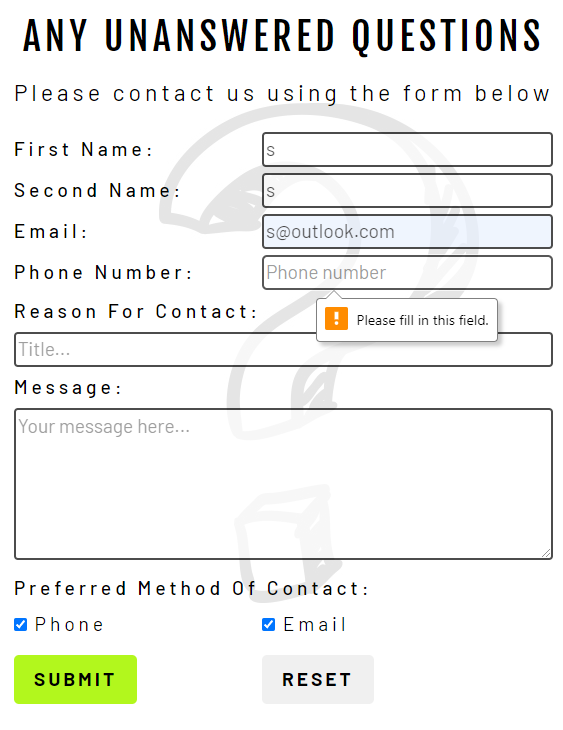 ANY UNANSWERED QUESTIONS
Please contact us using the form below
First Name: s
Second Name: s
Email: s@outlook.com
Phone Number: Phone number
Please fill in this field.
Reason For Contact:
Title...
Message:
Your message here...
Preferred Method Of Contact:
Phone Email
SUBMIT RESET